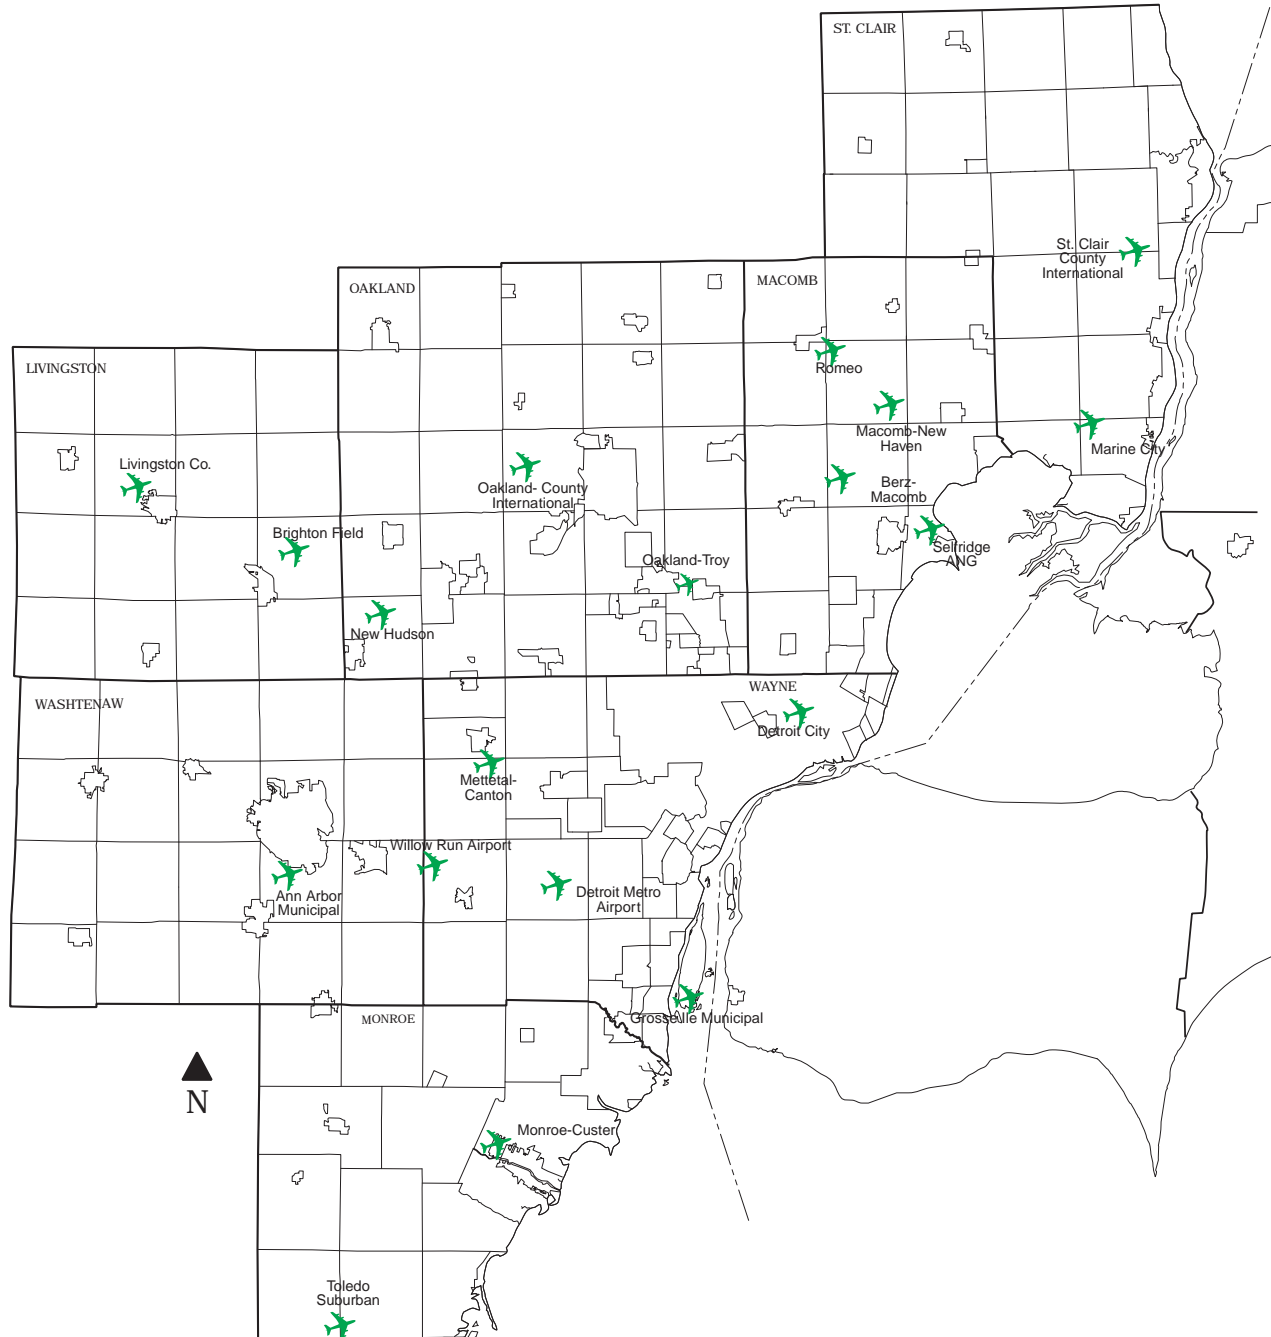 ST. CLAIR
St. Clair
County
International
OAKLAND
MACOMB
LIVINGSTON
Romeo
Macomb-New
Haven
Marine City
Livingston Co.
Oakland- County
International
Berz-
Macomb
Brighton Field
Selfridge
ANG
Oakland-Troy
New Hudson
WASHTENAW
WAYNE
Detroit City
Mettetal-
Canton
Willow Run Airport
Ann Arbor
Municipal
Detroit Metro
Airport
MONROE
Grosse Ile Municipal
N
Monroe-Custer
Toledo
Suburban